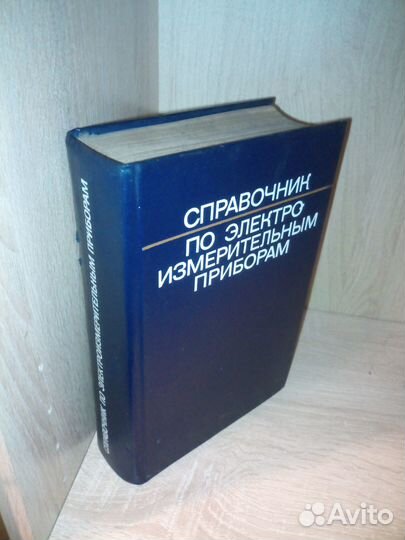 СПРАВОЧНИК
ПО ЭЛЕКТРО
ИЗМЕРИТЕЛЬНЫМ
ПРИБОРАМ
СПРАВОЧНИК ПО ЭЛЕКТРОИЗМЕРИТЕЛЬНЫМ ПРИБОРАМ
Avito